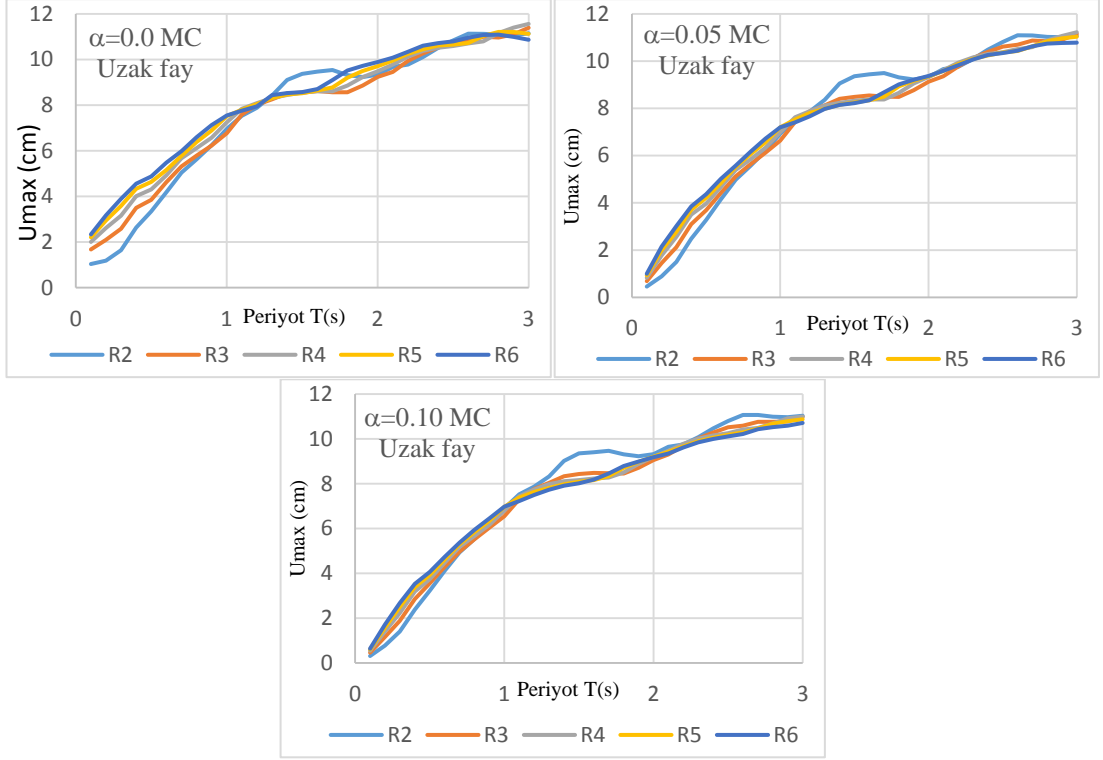 α=0.0 MC
Uzak fay
Umax (cm)
12
10
8
6
4
2
0
0 1 2 3
Periyot T(s)
R2 R3 R4 R5 R6
α=0.05 MC
Uzak fay
Umax (cm)
12
10
8
6
4
2
0
0 1 2 3
Periyot T(s)
R2 R3 R4 R5 R6
α=0.10 MC
Uzak fay
Umax (cm)
12
10
8
6
4
2
0
0 1 2 3
Periyot T(s)
R2 R3 R4 R5 R6